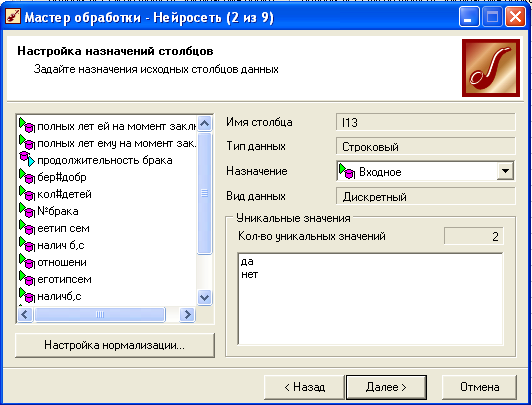 Мастер обработки - Нейросеть (2 из 9)
Настройка назначений столбцов
Задайте назначения исходных столбцов данных
полных лет ей на момент заклн
полных лет ему на момент зак.
продолжительность брака
бер#добр
кол#детей
№брака
еетип сем
налич б,с
отношени
еготипсем
наличб,с
Настройка нормализации...
Имя столбца
I13
Тип данных
Строковый
Назначение
Входное
Вид данных
Дискретный
Уникальные значения
Кол-во уникальных значений
2
да
нет
< Назад
Далее >
Отмена